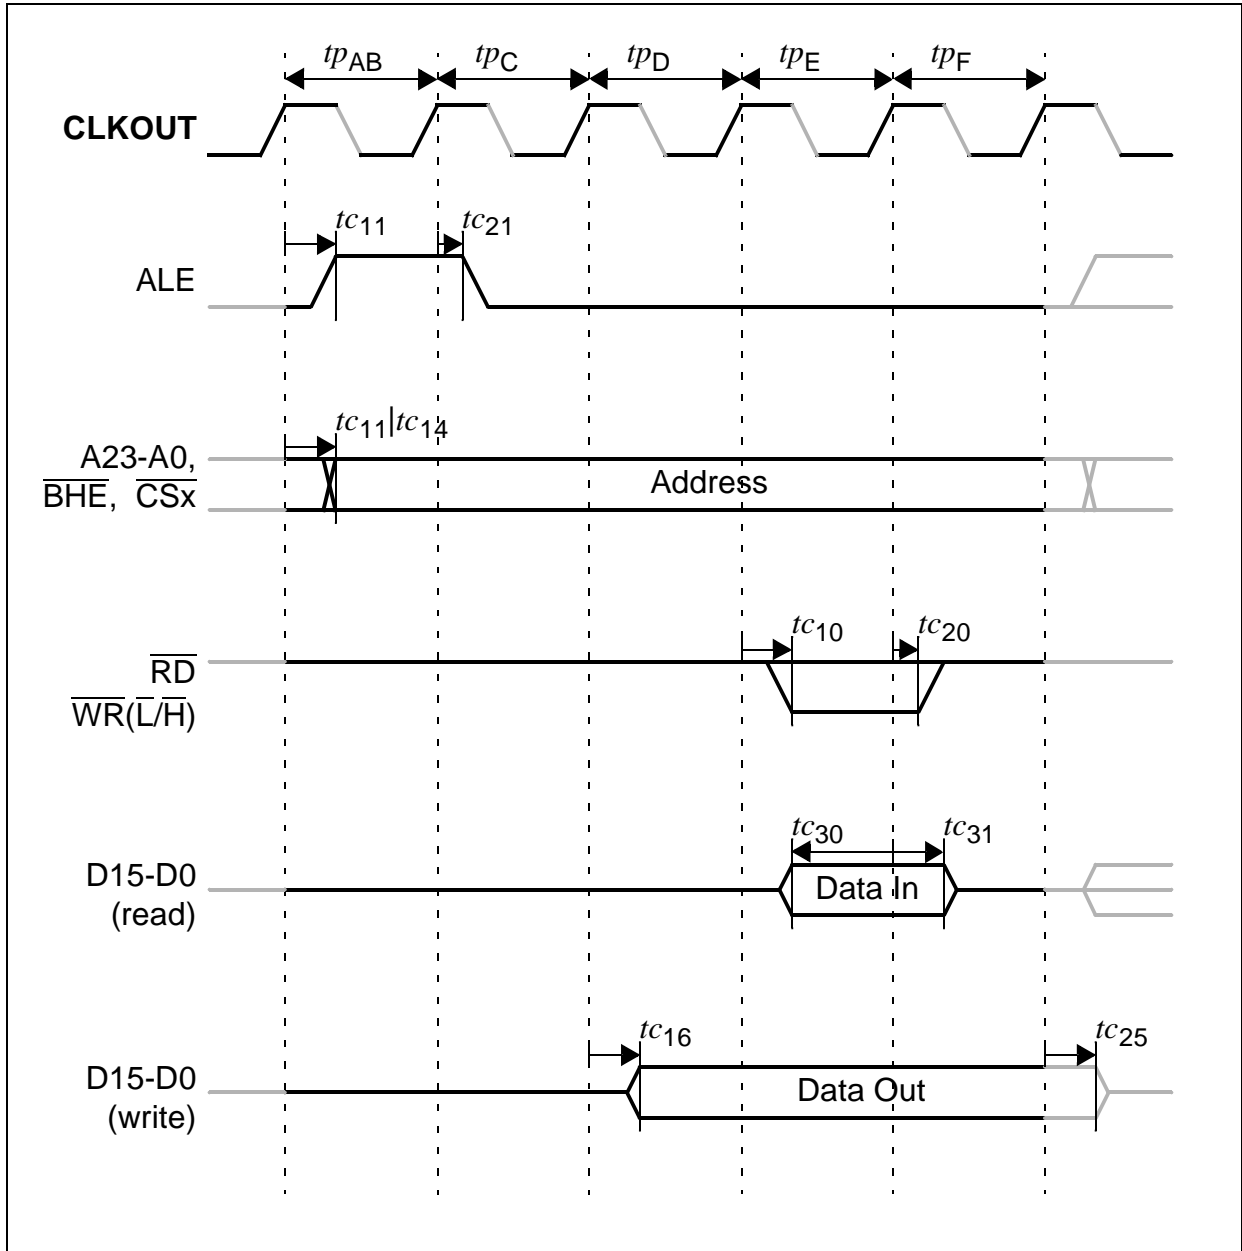 tpAB tpC tpD tpE tpF
CLKOUT
tc11 tc21
ALE
tc11|tc14
A23-A0,
BHE, CSx
Address
tc10 tc20
RD
WR(L/H)
tc30 tc31
D15-D0
(read)
Data In
tc16 tc25
D15-D0
(write)
Data Out